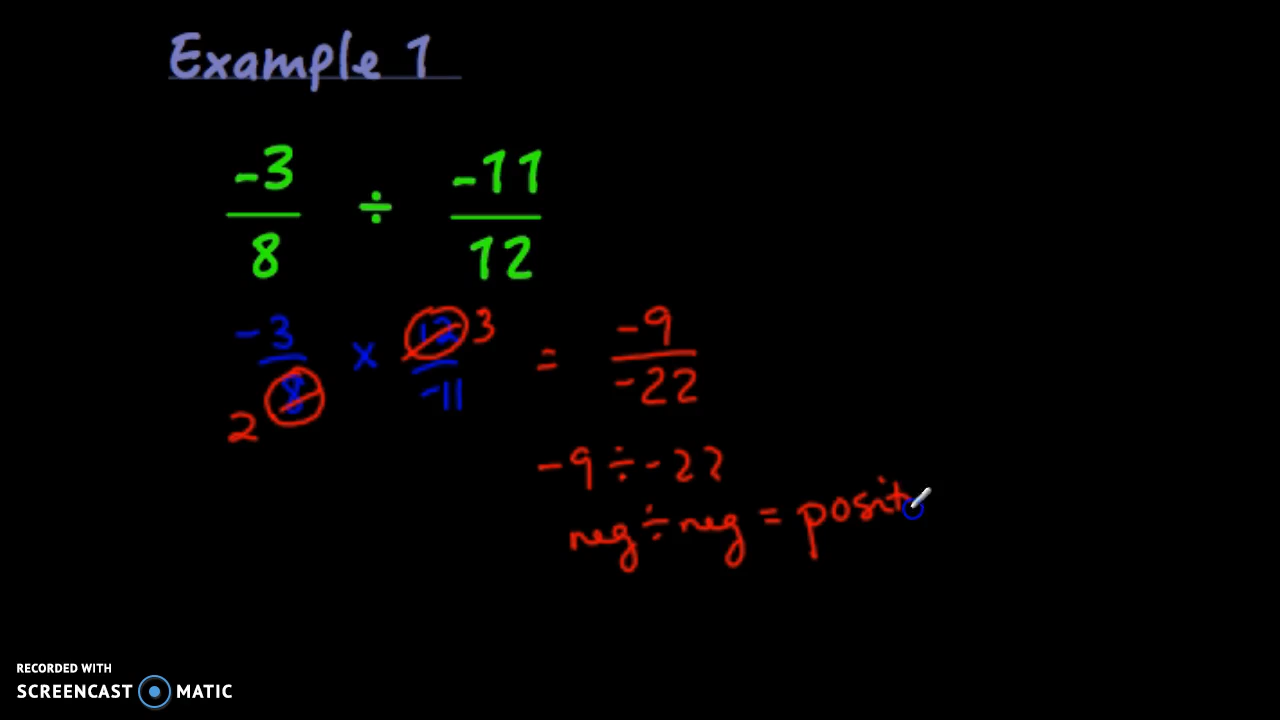 Example 1
-3/8 ÷ -11/12
-3/8 x 12/-11 = -9/-22
2 3
-9 ÷ -22
neg ÷ neg = posit
RECORDED WITH
SCREENCAST MATIC